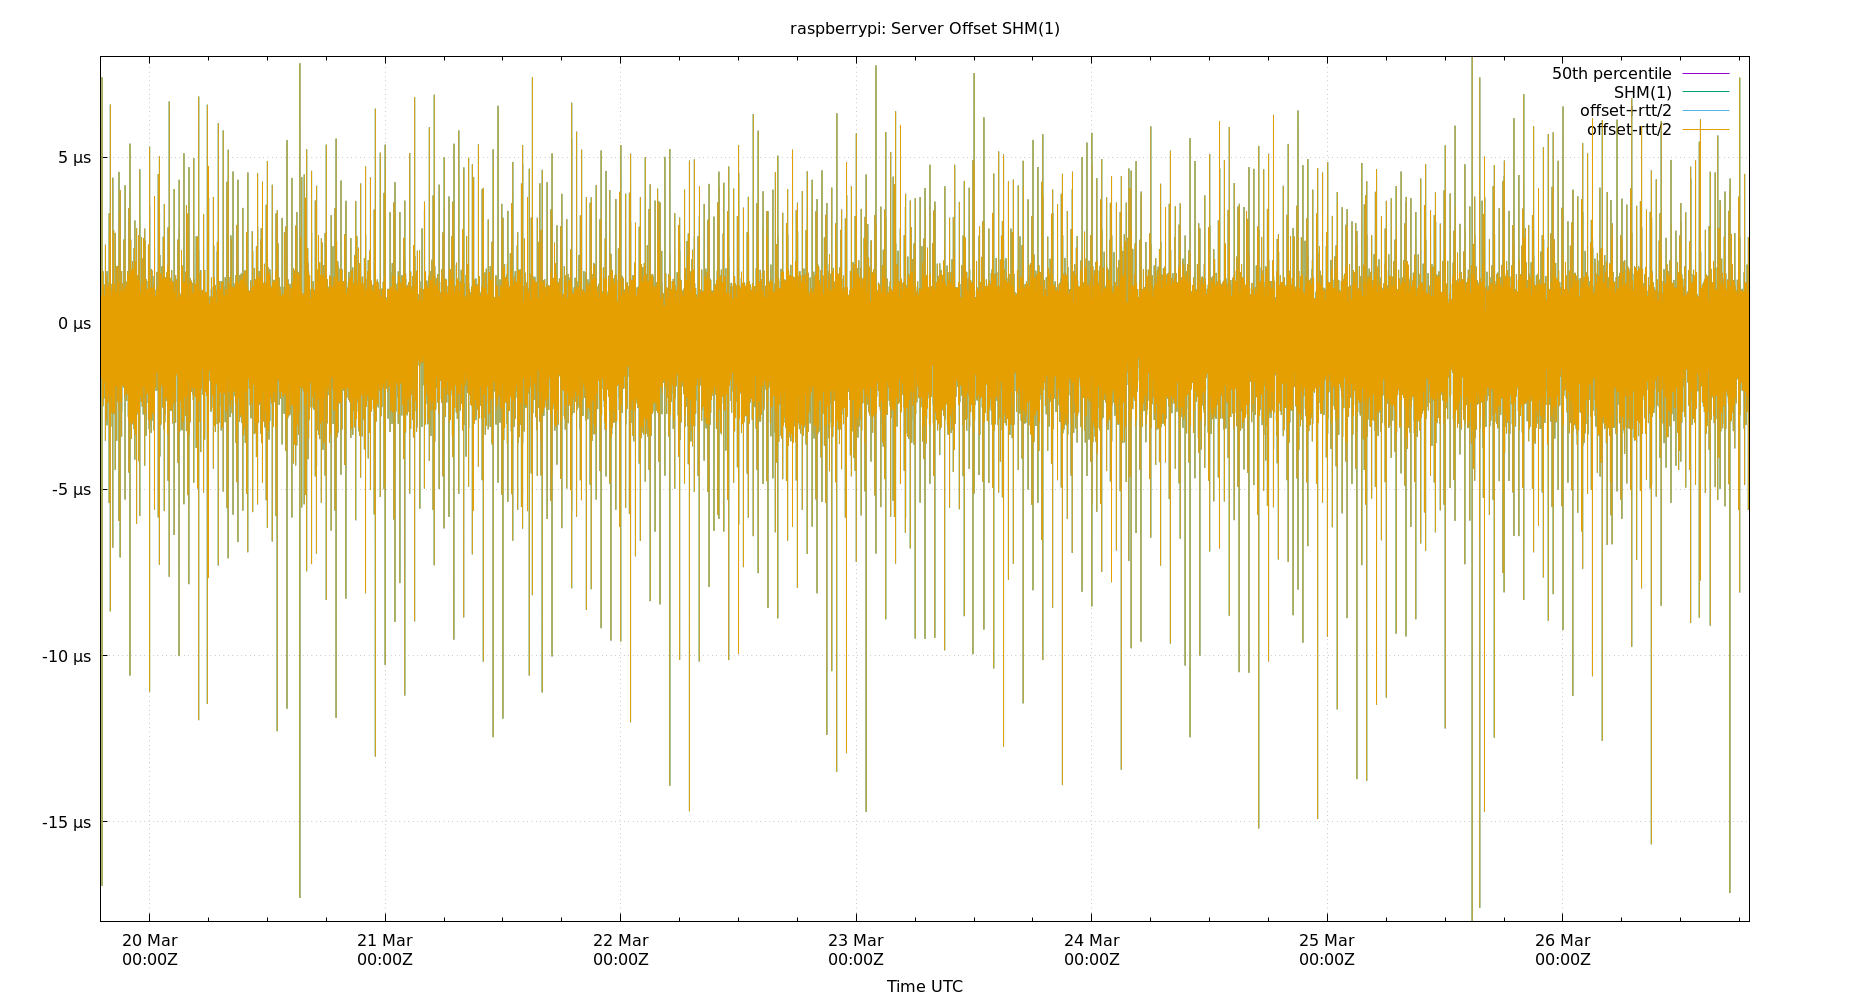 raspberrypi: Server Offset SHM(1)
50th percentile
SHM(1)
offset+rtt/2
offset-rtt/2
5 µs
0 µs
-5 µs
-10 µs
-15 µs
20 Mar
00:00Z
21 Mar
00:00Z
22 Mar
00:00Z
23 Mar
00:00Z
24 Mar
00:00Z
25 Mar
00:00Z
26 Mar
00:00Z
Time UTC